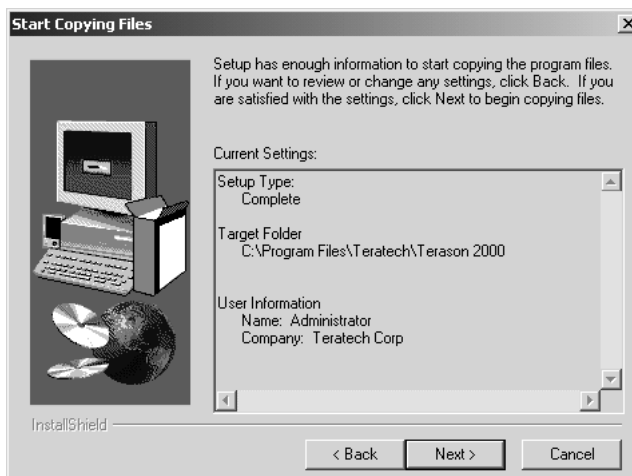 Start Copying Files
Setup has enough information to start copying the program files.
If you want to review or change any settings, click Back. If you
are satisfied with the settings, click Next to begin copying files.
Current Settings:
Setup Type:
Complete
Target Folder
C:\Program Files\Teratech\Terason 2000
User Information
Name: Administrator
Company: Teratech Corp
InstallShield
< Back
Next >
Cancel